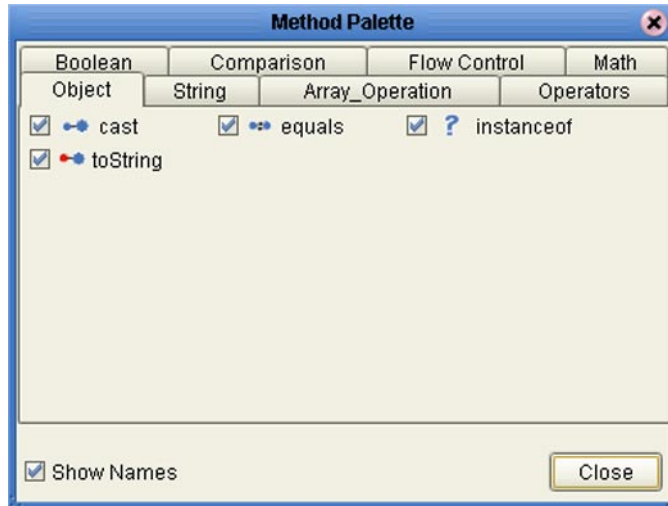 Method Palette
Boolean Comparison Flow Control Math
Object String Array_Operation Operators
cast equals ? instanceof
toString
Show Names Close